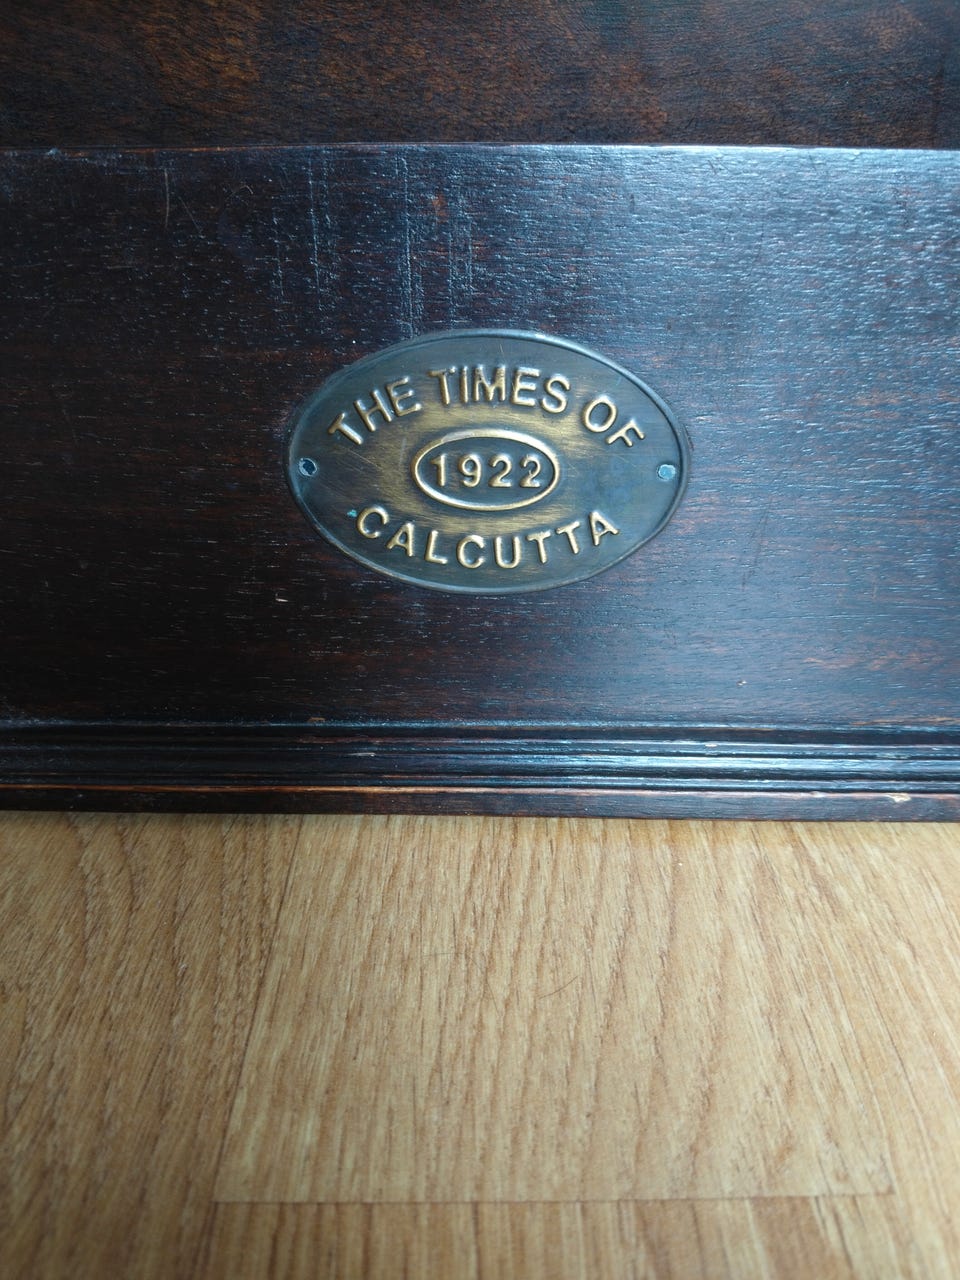 THE TIMES OF
1922
CALCUTTA